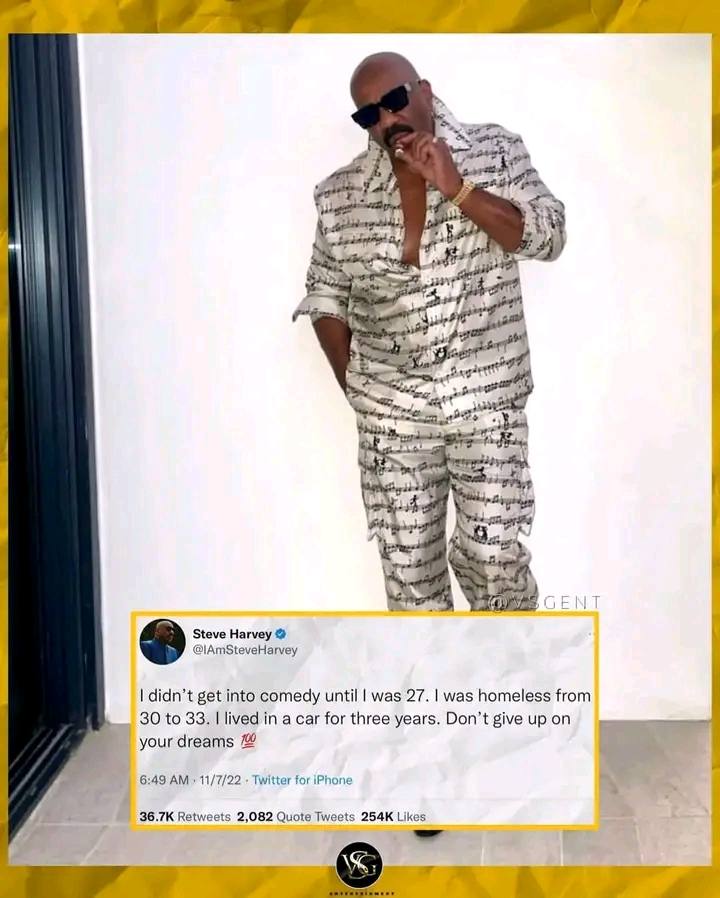 @VSGENT
Steve Harvey
@IAmSteveHarvey
I didn't get into comedy until I was 27. I was homeless from
30 to 33. I lived in a car for three years. Don't give up on
your dreams 💯
6:49 AM · 11/7/22 · Twitter for iPhone
36.7K Retweets 2,082 Quote Tweets 254K Likes
VSG
ENTERTAINMENT